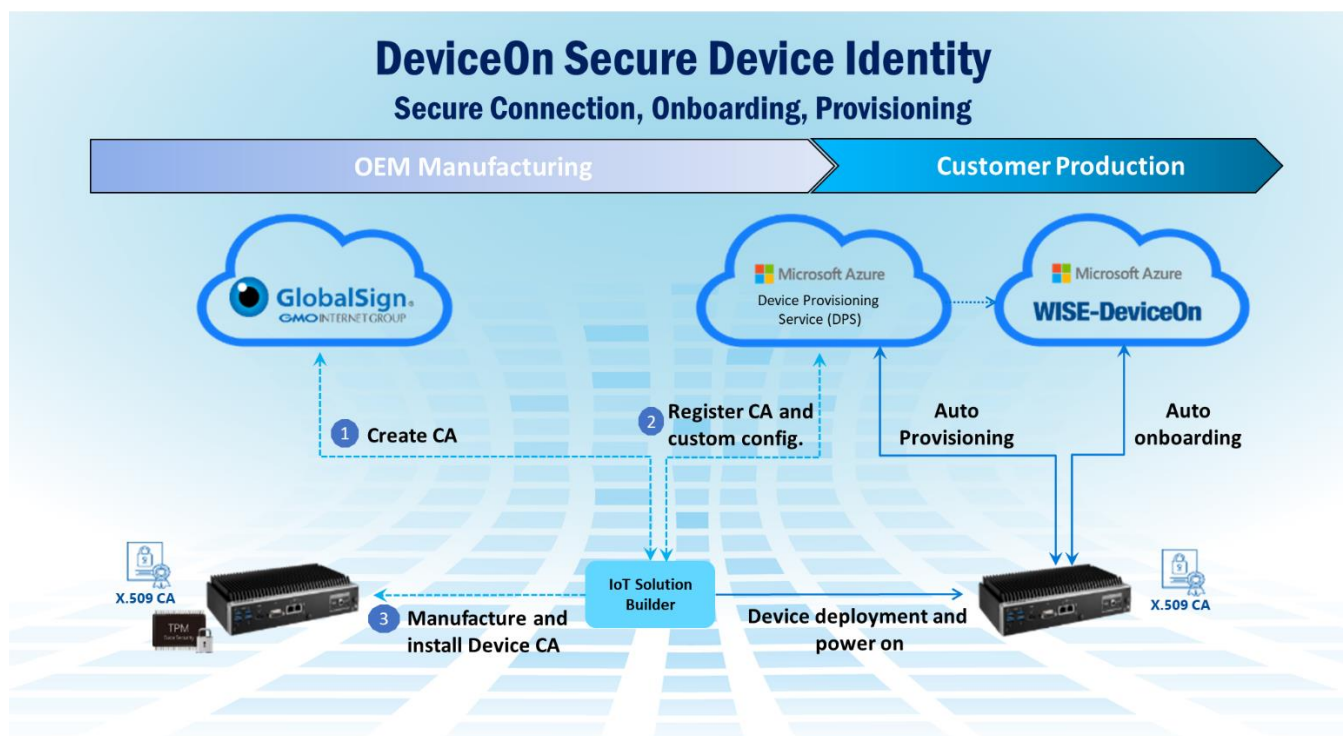 DeviceOn Secure Device Identity
Secure Connection, Onboarding, Provisioning
OEM Manufacturing
Customer Production
GlobalSign.
GMO INTERNET GROUP
Microsoft Azure
Device Provisioning
Service (DPS)
Microsoft Azure
WISE-DeviceOn
1 Create CA
2 Register CA and
custom config.
Auto
Provisioning
Auto
onboarding
X.509 CA
TPM
IoT Solution
Builder
3 Manufacture and
install Device CA
Device deployment and
power on
X.509 CA